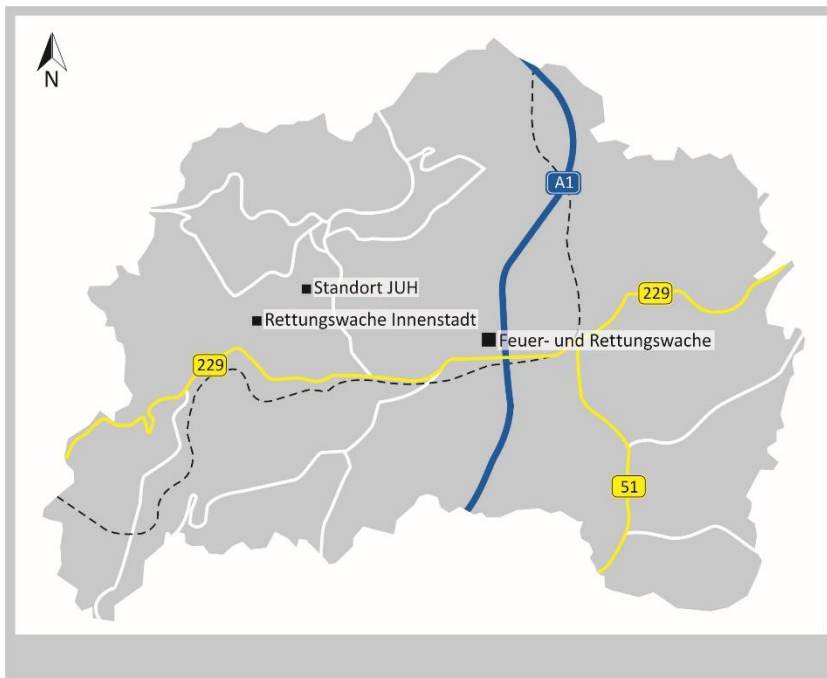 N
A1
Standort JUH
229
Rettungswache Innenstadt
Feuer- und Rettungswache
229
51